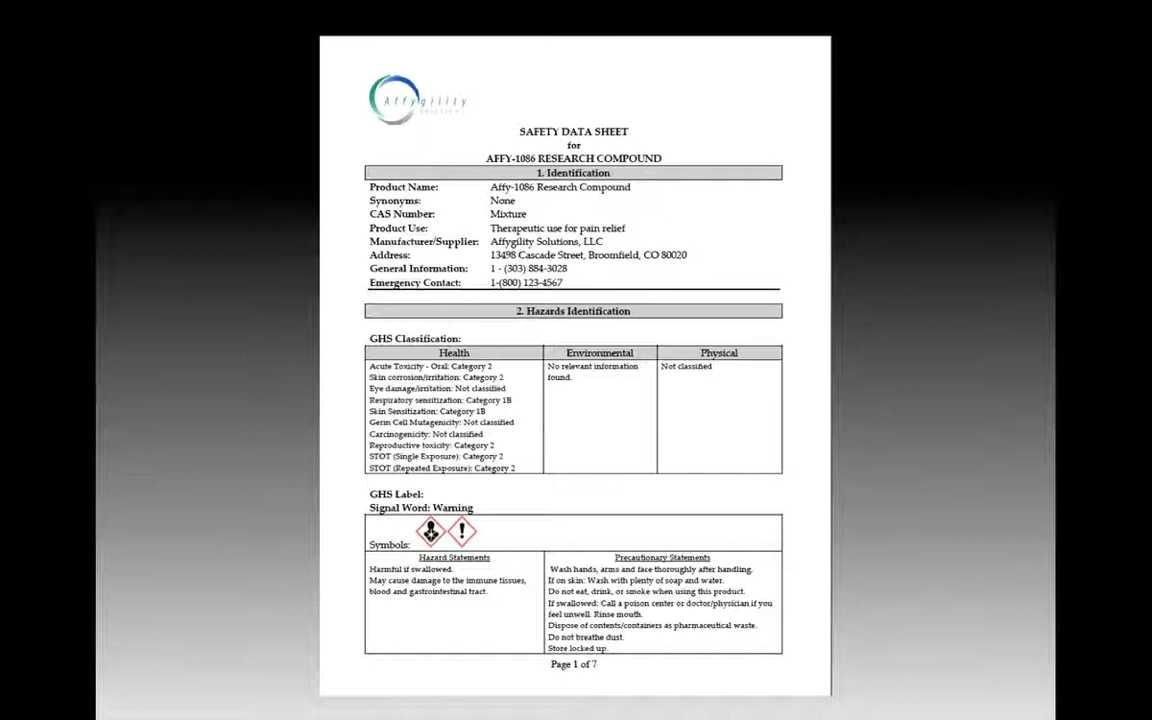 Affygility
SOLUTIONS
SAFETY DATA SHEET
for
AFFY-1086 RESEARCH COMPOUND
1. Identification
Product Name: Affy-1086 Research Compound
Synonyms: None
CAS Number: Mixture
Product Use: Therapeutic use for pain relief
Manufacturer/Supplier: Affygility Solutions, LLC
Address: 13498 Cascade Street, Broomfield, CO 80020
General Information: 1 - (303) 884-3028
Emergency Contact: 1-(800) 123-4567
2. Hazards Identification
GHS Classification:
Health Environmental Physical
Acute Toxicity - Oral: Category 2
Skin corrosion/irritation: Category 2
Eye damage/irritation: Not classified
Respiratory sensitization: Category 1B
Skin Sensitization: Category 1B
Germ Cell Mutagenicity: Not classified
Carcinogenicity: Not classified
Reproductive toxicity: Category 2
STOT (Single Exposure): Category 2
STOT (Repeated Exposure): Category 2
No relevant information
found.
Not classified
GHS Label:
Signal Word: Warning
Symbols:
Hazard Statements
Harmful if swallowed.
May cause damage to the immune tissues,
blood and gastrointestinal tract.
Precautionary Statements
Wash hands, arms and face thoroughly after handling.
If on skin: Wash with plenty of soap and water.
Do not eat, drink, or smoke when using this product.
If swallowed: Call a poison center or doctor/physician if you
feel unwell. Rinse mouth.
Dispose of contents/containers as pharmaceutical waste.
Do not breathe dust.
Store locked up.
Page 1 of 7